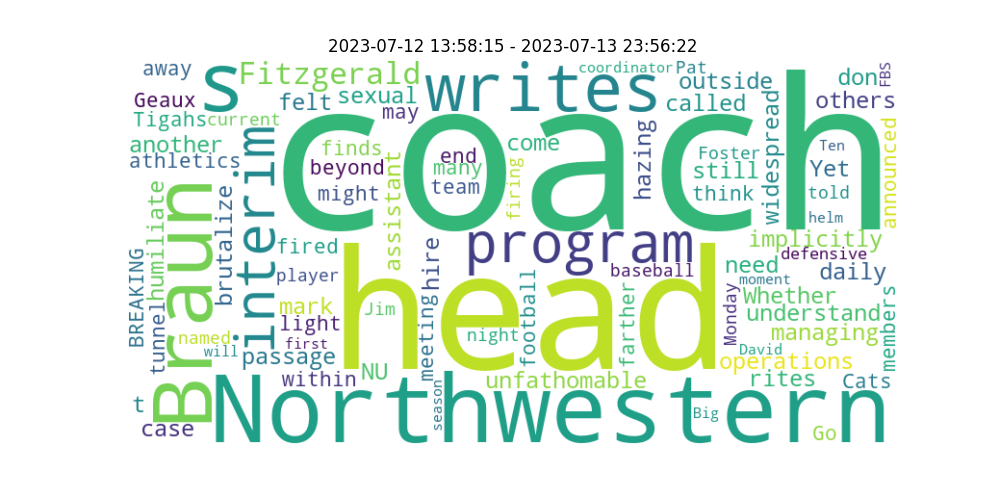 2023-07-12 13:58:15 - 2023-07-13 23:56:22
away
s
Fitzgerald
writes
coordinator
Pat
outside
don
FBS
Geaux
felt
sexual
called
others
Tigahs
current
may
another
interim
athletics
coach
finds
beyond
might
end
many
team
come
firing
hazing
Foster
still
think
widespread
Ten
Yet
told
helm
announced
assistant
Braun
humiliate
brutalize
fired
hire
program
implicitly
defensive
BREAKING
tunnel
player
head
baseball
need
daily
mark
light
first
Jim
meeting
night
football
farther
Monday
moment
Whether
understand
managing
members
named
will
passage
David
operations
within
NU
unfathomable
rites
Cats
t
case
Northwestern
season
Big
Go